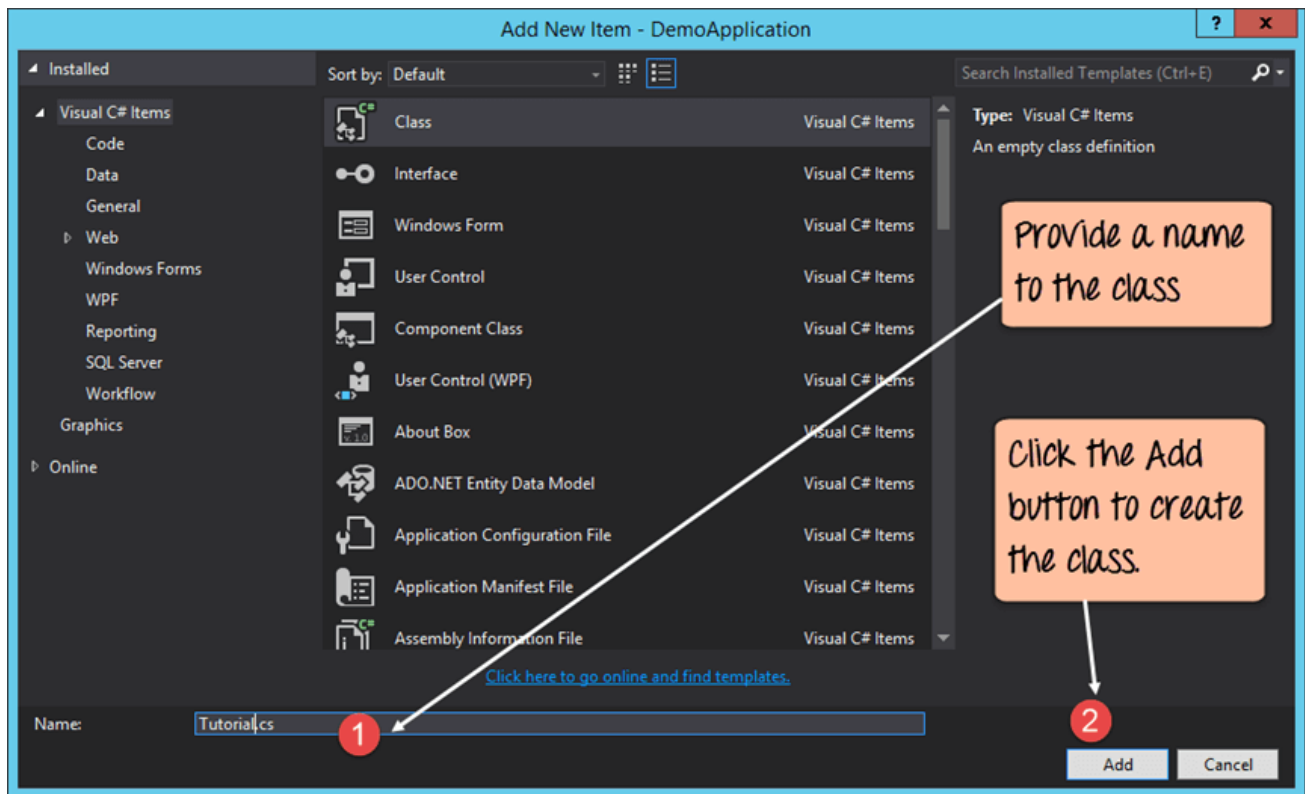 Add New Item - DemoApplication
?
x
Installed
Sort by: Default
Search Installed Templates (Ctrl+E)
Visual C# Items
Code
Data
General
Web
Windows Forms
WPF
Reporting
SQL Server
Workflow
Graphics
Online
C#
Class Visual C# Items
Interface Visual C# Items
Windows Form Visual C# Items
User Control Visual C# Items
Component Class Visual C# Items
User Control (WPF) Visual C# Items
v. 1.0
About Box Visual C# Items
ADO.NET Entity Data Model Visual C# Items
Application Configuration File Visual C# Items
Application Manifest File Visual C# Items
C#
Assembly Information File Visual C# Items
Click here to go online and find templates.
Type: Visual C# Items
An empty class definition
Provide a name
to the class
Click the Add
button to create
the class.
Name: Tutorial.cs
1
2
Add
Cancel